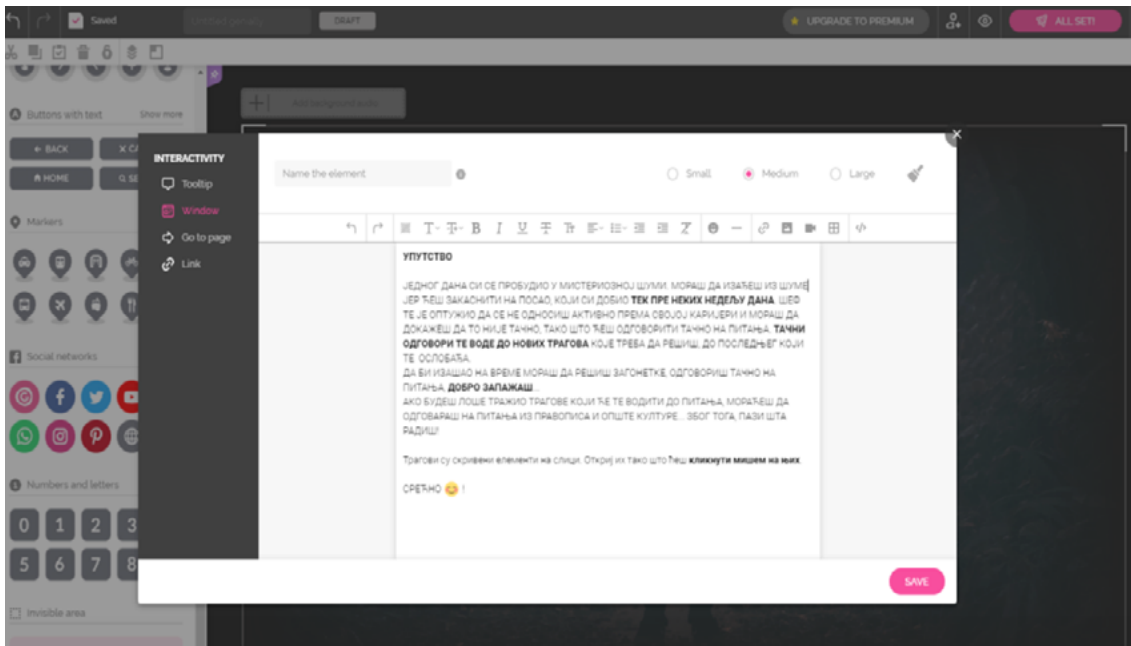 Saved
Untitled genially
DRAFT
UPGRADE TO PREMIUM
ALL SET!
Add background audio
Buttons with text
Show more
BACK
HOME
Markers
Social networks
Numbers and letters
0 1 2 3
5 6 7 8
Invisible area
INTERACTIVITY
Tooltip
Window
Go to page
Link
Name the element
Small
Medium
Large
УПУТСТВО
ЈЕДНОГ ДАНА СИ СЕ ПРОБУДИО У МИСТЕРИОЗНОЈ ШУМИ. МОРАШ ДА ИЗАЂЕШ ИЗ ШУМЕ
ЈЕР ЋЕШ ЗАКАСНИТИ НА ПОСАО, КОЈИ СИ ДОБИО ТЕК ПРЕ НЕКИХ НЕДЕЉУ ДАНА. ШЕФ
ТЕ ЈЕ ОПТУЖИО ДА СЕ НЕ ОДНОСИШ АКТИВНО ПРЕМА СВОЈОЈ КАРИЈЕРИ И МОРАШ ДА
ДОКАЖЕШ ДА ТО НИЈЕ ТАЧНО, ТАКО ШТО ЋЕШ ОДГОВОРИТИ ТАЧНО НА ПИТАЊА. ТАЧНИ
ОДГОВОРИ ТЕ ВОДЕ ДО НОВИХ ТРАГОВА КОЈЕ ТРЕБА ДА РЕШИШ, ДО ПОСЛЕДЊЕГ КОЈИ
ТЕ ОСЛОБАЂА.
ДА БИ ИЗАШАО НА ВРЕМЕ МОРАШ ДА РЕШИШ ЗАГОНЕТКЕ, ОДГОВОРИШ ТАЧНО НА
ПИТАЊА, ДОБРО ЗАПАЖАШ...
АКО БУДЕШ ЛОШЕ ТРАЖИО ТРАГОВЕ КОЈИ ЋЕ ТЕ ВОДИТИ ДО ПИТАЊА, МОРАЋЕШ ДА
ОДГОВАРАШ НА ПИТАЊА ИЗ ПРАВОПИСА И ОПШТЕ КУЛТУРЕ... ЗБОГ ТОГА, ПАЗИ ШТА
РАДИШ!
Трагови су скривени елементи на слици. Откриј их тако што ћеш кликнути мишем на њих.
СРЕЋНО 😊 !
SAVE